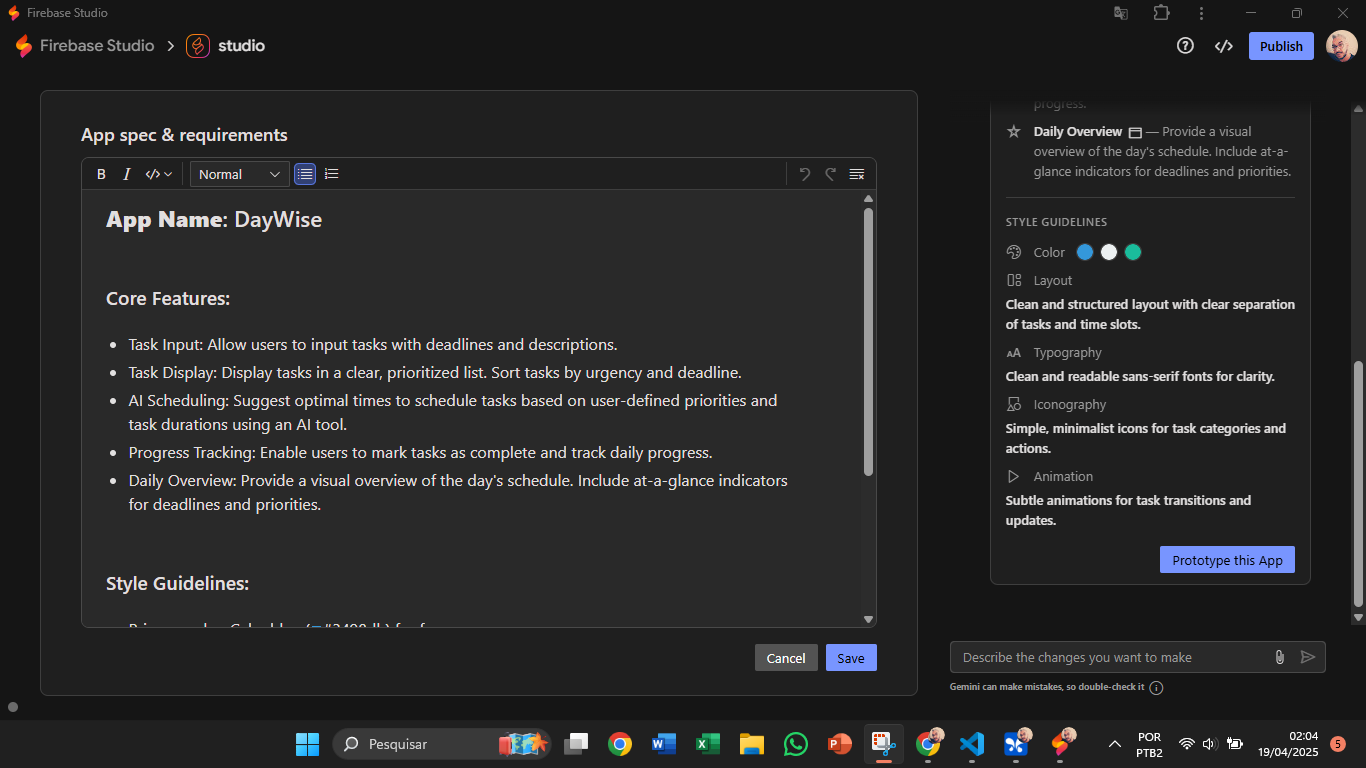 Firebase Studio
Firebase Studio
studio
Publish
App spec & requirements
B I Normal
App Name: DayWise
Core Features:
Task Input: Allow users to input tasks with deadlines and descriptions.
Task Display: Display tasks in a clear, prioritized list. Sort tasks by urgency and deadline.
AI Scheduling: Suggest optimal times to schedule tasks based on user-defined priorities and
task durations using an AI tool.
Progress Tracking: Enable users to mark tasks as complete and track daily progress.
Daily Overview: Provide a visual overview of the day's schedule. Include at-a-glance indicators
for deadlines and priorities.
Style Guidelines:
Cancel
Save
progress.
Daily Overview — Provide a visual
overview of the day's schedule. Include at-a-
glance indicators for deadlines and priorities.
STYLE GUIDELINES
Color
Layout
Clean and structured layout with clear separation
of tasks and time slots.
Typography
Clean and readable sans-serif fonts for clarity.
Iconography
Simple, minimalist icons for task categories and
actions.
Animation
Subtle animations for task transitions and
updates.
Prototype this App
Describe the changes you want to make
Gemini can make mistakes, so double-check it
Pesquisar
POR
PTB2
02:04
19/04/2025
5